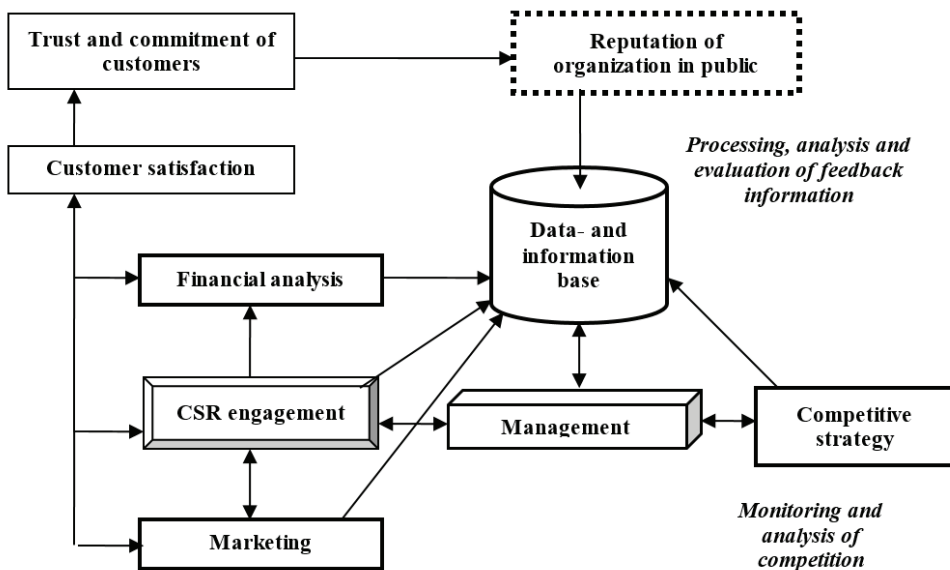 Trust and commitment of
customers
Reputation of
organization in public
Processing, analysis and
evaluation of feedback
information
Customer satisfaction
Data- and
information
base
Financial analysis
CSR engagement
Management
Competitive
strategy
Marketing
Monitoring and
analysis of
competition